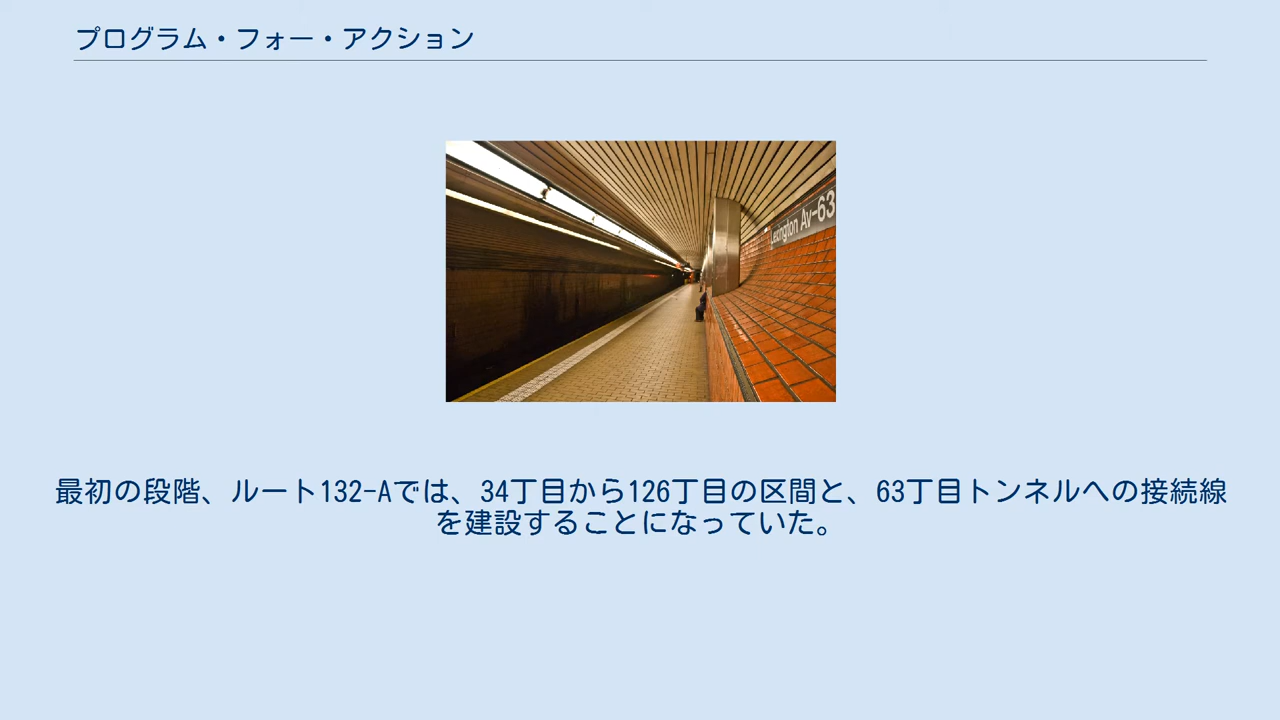 プログラム・フォー・アクション
Lexington Av-63
最初の段階、ルート132-Aでは、34丁目から126丁目の区間と、63丁目トンネルへの接続線
を建設することになっていた。